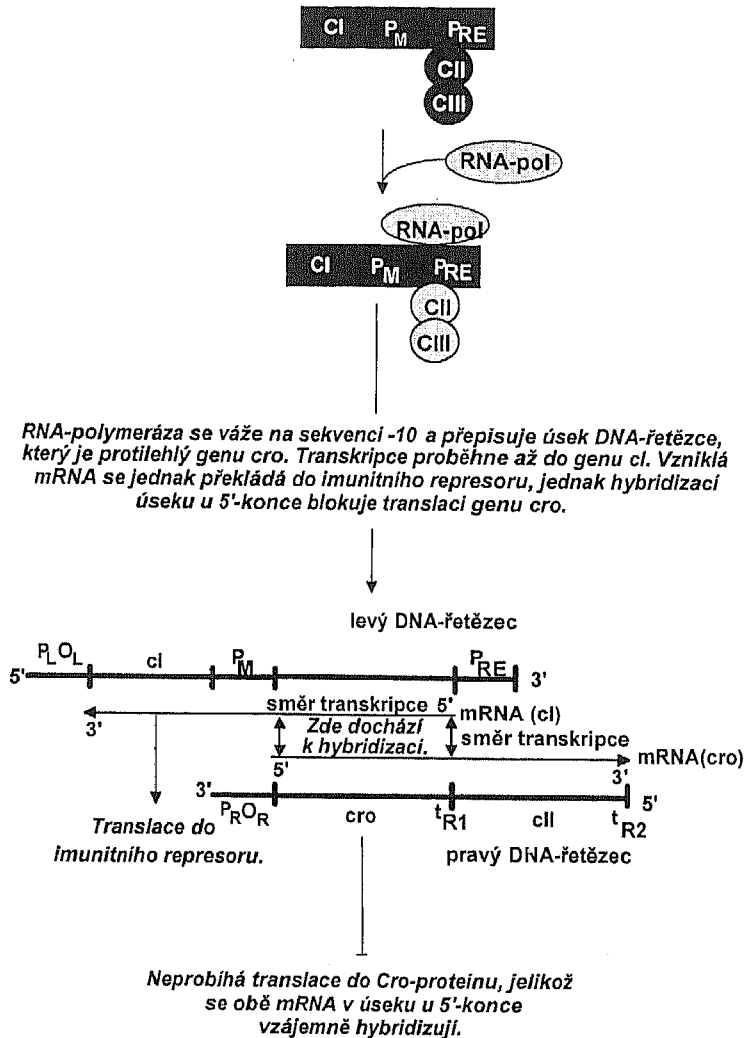 CI PM PRE
CII
CIII
RNA-pol
RNA-pol
CI PM PRE
CII
CIII
RNA-polymeráza se váže na sekvenci -10 a přepisuje úsek DNA-řetězce,
který je protilehlý genu cro. Transkripce proběhne až do genu cI. Vzniklá
mRNA se jednak překládá do imunitního represoru, jednak hybridizací
úseku u 5'-konce blokuje translaci genu cro.
levý DNA-řetězec
5' PLOL cI PM PRE 3'
směr transkripce 5' mRNA (cI)
3' Zde dochází
k hybridizaci. směr transkripce
5' 3' mRNA(cro)
3' PROR cro tR1 cII tR2 5'
Translace do
imunitního represoru. pravý DNA-řetězec
Neprobíhá translace do Cro-proteinu, jelikož
se obě mRNA v úseku u 5'-konce
vzájemně hybridizují.